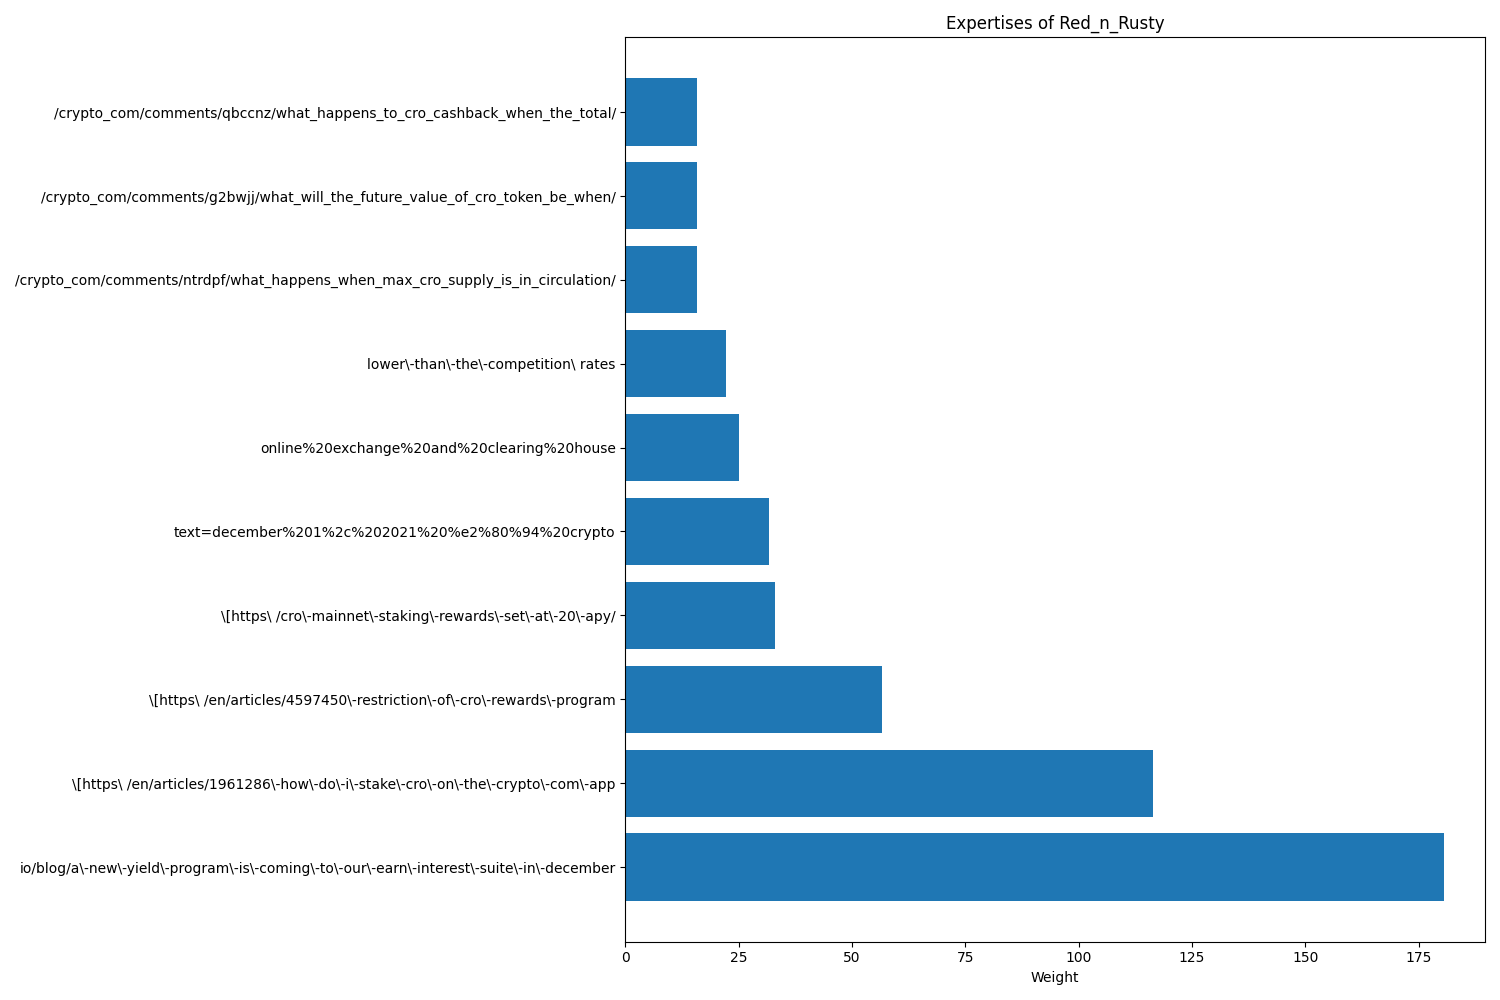 Expertises of Red_n_Rusty
/crypto_com/comments/qbccnz/what_happens_to_cro_cashback_when_the_total/
/crypto_com/comments/g2bwjj/what_will_the_future_value_of_cro_token_be_when/
/crypto_com/comments/ntrdpf/what_happens_when_max_cro_supply_is_in_circulation/
lower\-than\-the\-competition\ rates
online%20exchange%20and%20clearing%20house
text=december%201%2c%202021%20%e2%80%94%20crypto
\[https\ /cro\-mainnet\-staking\-rewards\-set\-at\-20\-apy/
\[https\ /en/articles/4597450\-restriction\-of\-cro\-rewards\-program
\[https\ /en/articles/1961286\-how\-do\-i\-stake\-cro\-on\-the\-crypto\-com\-app
io/blog/a\-new\-yield\-program\-is\-coming\-to\-our\-earn\-interest\-suite\-in\-december
0 25 50 75 100 125 150 175
Weight